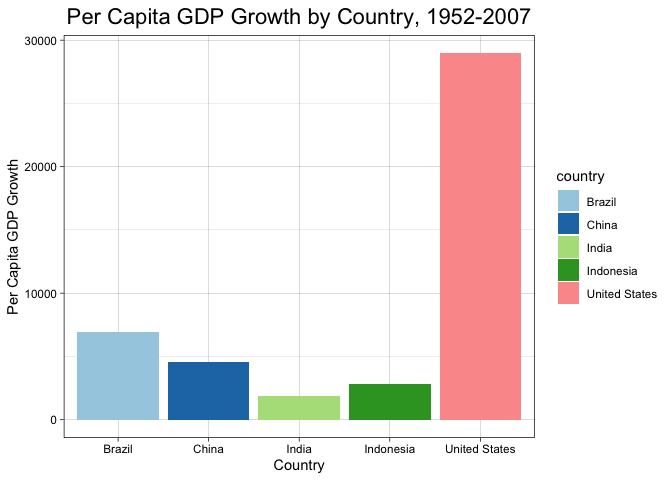 Per Capita GDP Growth by Country, 1952-2007
Per Capita GDP Growth
30000
20000
10000
0
Brazil China India Indonesia United States
Country
country
Brazil
China
India
Indonesia
United States